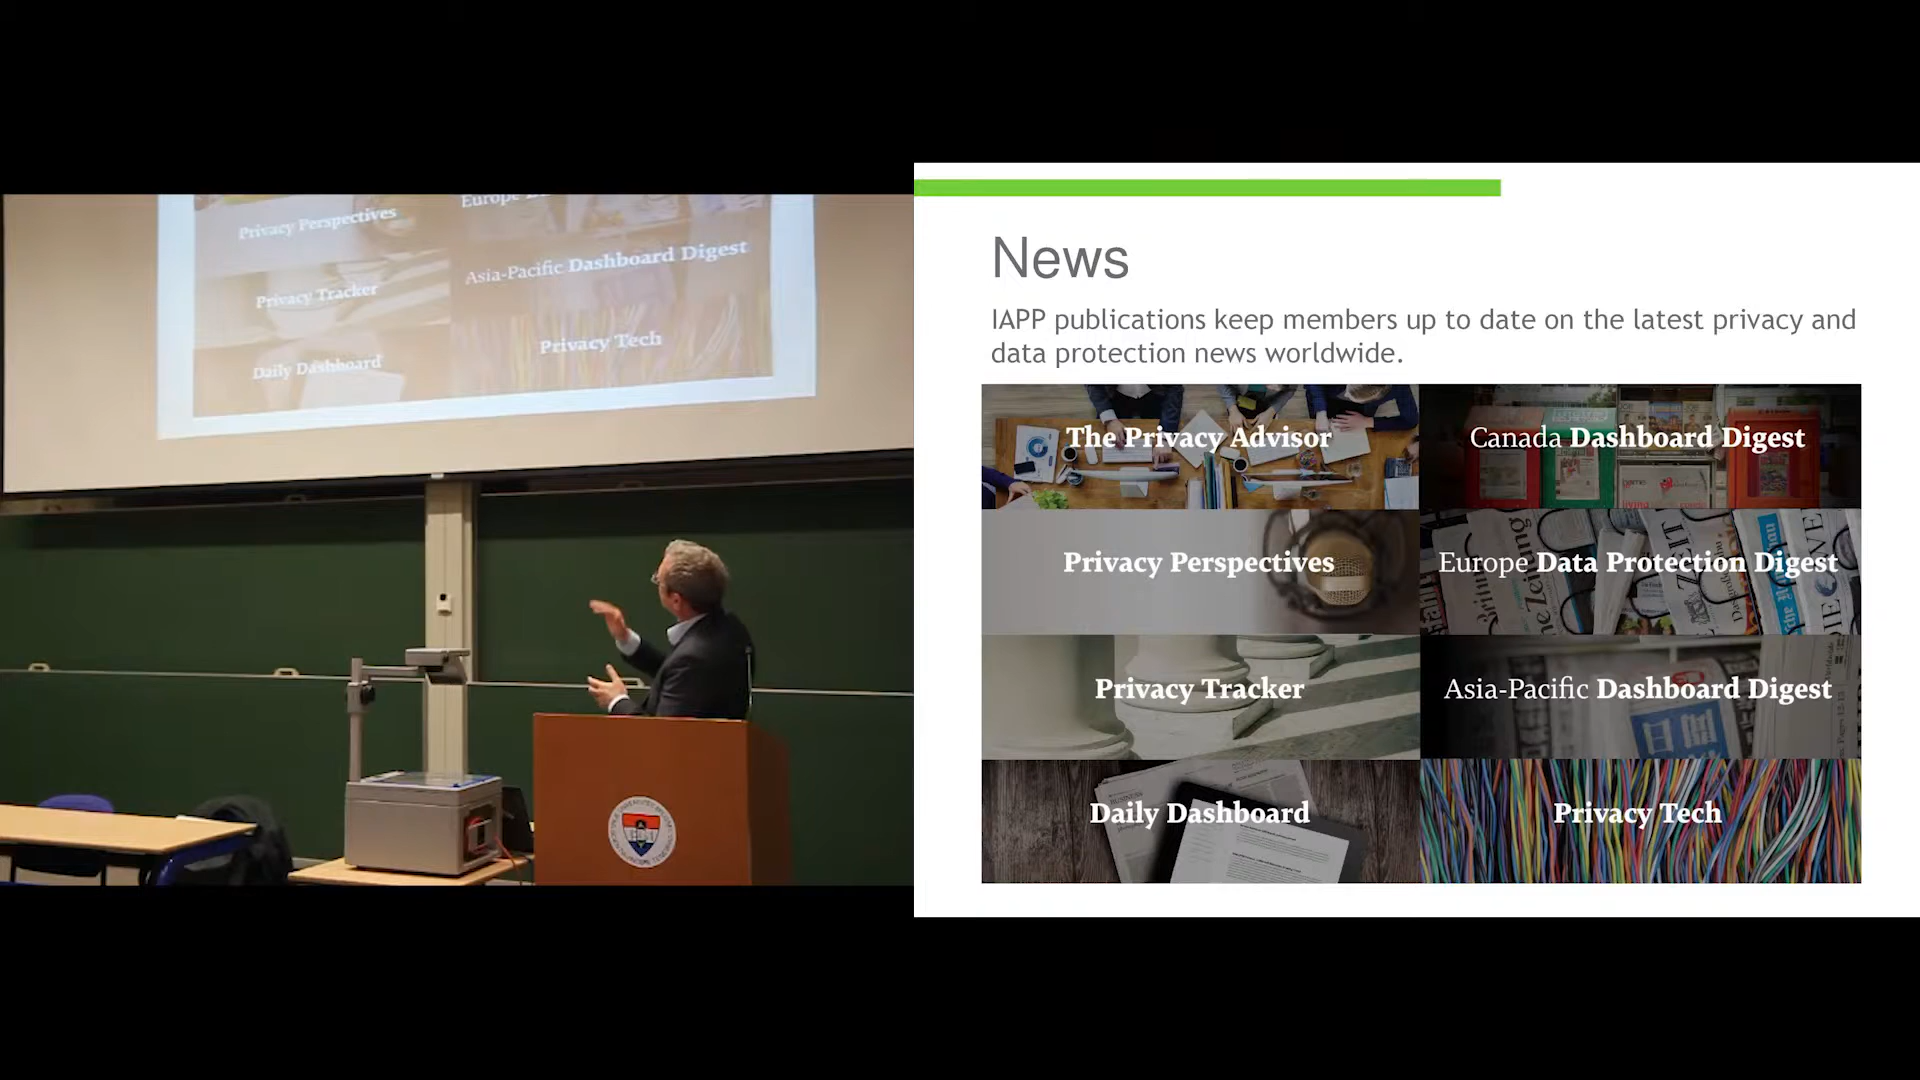 Privacy Perspectives
Europe
Asia-Pacific Dashboard Digest
Privacy Tracker
Privacy Tech
Daily Dashboard
News
IAPP publications keep members up to date on the latest privacy and
data protection news worldwide.
The Privacy Advisor
Canada Dashboard Digest
Privacy Perspectives
Europe Data Protection Digest
Privacy Tracker
Asia-Pacific Dashboard Digest
Daily Dashboard
Privacy Tech